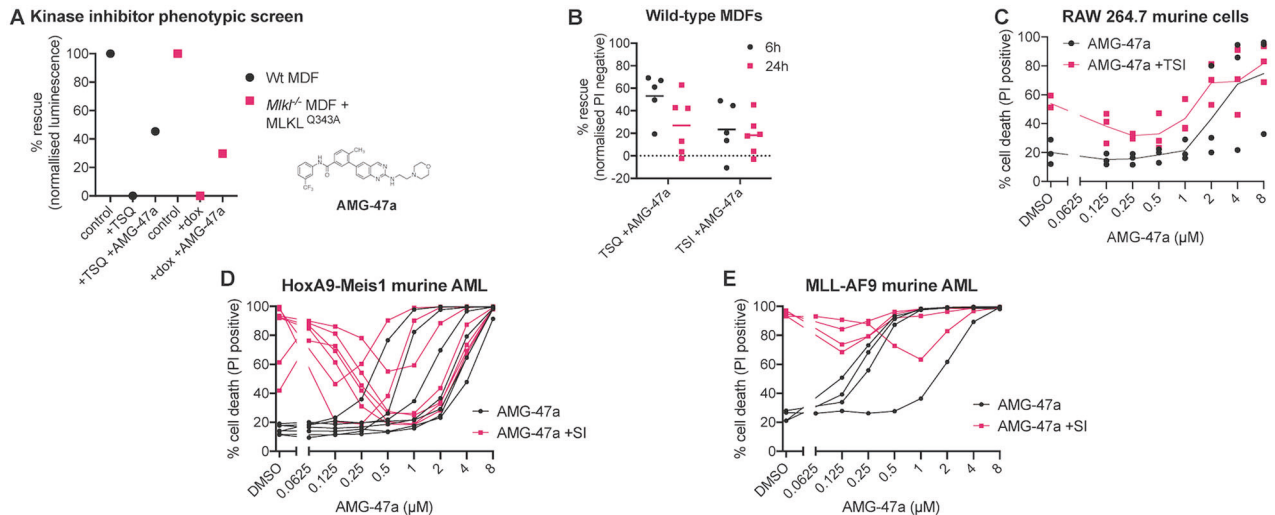 A Kinase inhibitor phenotypic screen
% rescue
(normalised luminescence)
100
80
60
40
20
0
control
+TSQ
+TSQ +AMG-47a
control
+dox
+dox +AMG-47a
Wt MDF
Mlkl-/- MDF +
MLKL Q343A
CH3
N
N
N
H
O
CF3
N
H
N
O
AMG-47a
B Wild-type MDFs
% rescue
(normalised PI negative)
100
80
60
40
20
0
-20
TSQ +AMG-47a
TSI +AMG-47a
6h
24h
C RAW 264.7 murine cells
% cell death (PI positive)
100
80
60
40
20
0
AMG-47a
AMG-47a +TSI
DMSO
0.0625
0.125
0.25
0.5
1
2
4
8
AMG-47a (µM)
D HoxA9-Meis1 murine AML
% cell death (PI positive)
100
80
60
40
20
0
AMG-47a
AMG-47a +SI
DMSO
0.0625
0.125
0.25
0.5
1
2
4
8
AMG-47a (µM)
E MLL-AF9 murine AML
% cell death (PI positive)
100
80
60
40
20
0
AMG-47a
AMG-47a +SI
DMSO
0.0625
0.125
0.25
0.5
1
2
4
8
AMG-47a (µM)